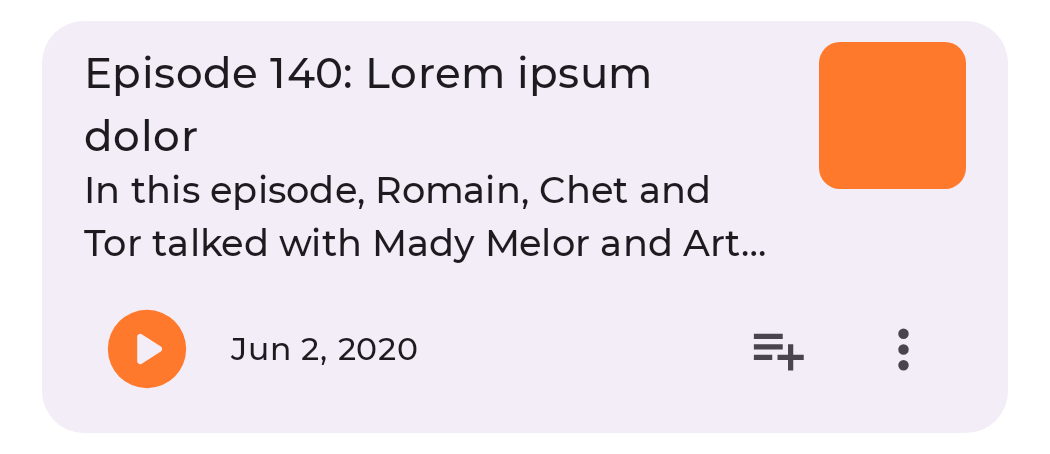 Episode 140: Lorem ipsum
dolor
In this episode, Romain, Chet and
Tor talked with Mady Melor and Art...
Jun 2, 2020